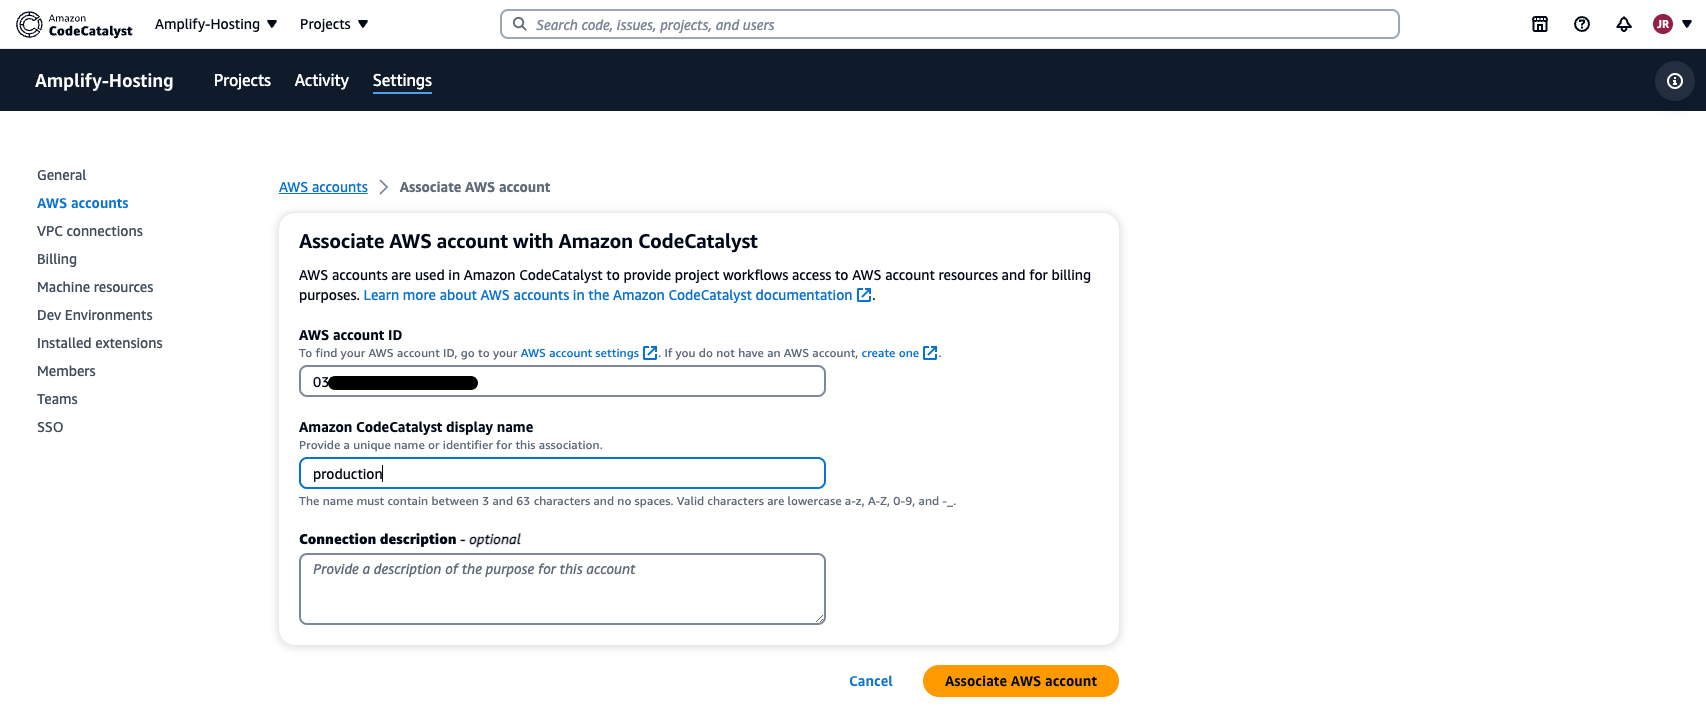 Amazon
CodeCatalyst
Amplify-Hosting
Projects
Search code, issues, projects, and users
JR
Amplify-Hosting
Projects
Activity
Settings
General
AWS accounts
VPC connections
Billing
Machine resources
Dev Environments
Installed extensions
Members
Teams
SSO
AWS accounts > Associate AWS account
Associate AWS account with Amazon CodeCatalyst
AWS accounts are used in Amazon CodeCatalyst to provide project workflows access to AWS account resources and for billing
purposes. Learn more about AWS accounts in the Amazon CodeCatalyst documentation.
AWS account ID
To find your AWS account ID, go to your AWS account settings. If you do not have an AWS account, create one.
03
Amazon CodeCatalyst display name
Provide a unique name or identifier for this association.
production
The name must contain between 3 and 63 characters and no spaces. Valid characters are lowercase a-z, A-Z, 0-9, and -_.
Connection description - optional
Provide a description of the purpose for this account
Cancel
Associate AWS account